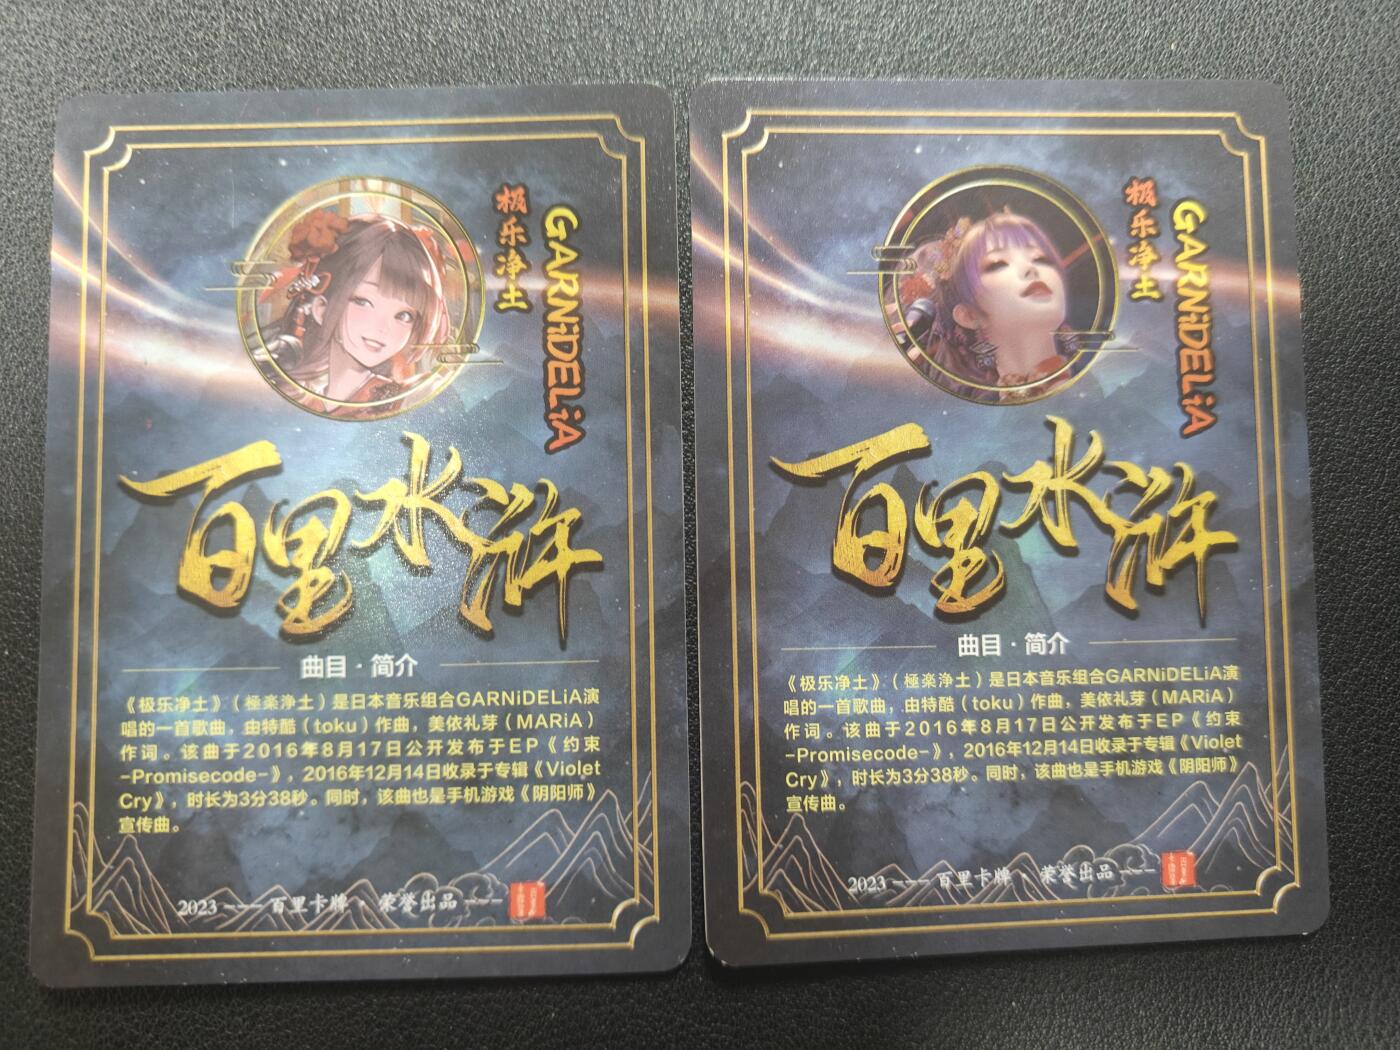 极乐净土
GARNiDELiA
百里水浒
曲目·简介
《极乐净土》（極楽浄土）是日本音乐组合GARNiDELiA演
唱的一首歌曲，由特酷（toku）作曲，美依礼芽（MARiA）
作词。该曲于2016年8月17日公开发布于EP《约束
-Promisecode-》，2016年12月14日收录于专辑《Violet
Cry》，时长为3分38秒。同时，该曲也是手机游戏《阴阳师》
宣传曲。
2023 --- 百里卡牌 · 荣誉出品 ---
极乐净土
GARNiDELiA
百里水浒
曲目·简介
《极乐净土》（極楽浄土）是日本音乐组合GARNiDELiA演
唱的一首歌曲，由特酷（toku）作曲，美依礼芽（MARiA）
作词。该曲于2016年8月17日公开发布于EP《约束
-Promisecode-》，2016年12月14日收录于专辑《Violet
Cry》，时长为3分38秒。同时，该曲也是手机游戏《阴阳师》
宣传曲。
2023 --- 百里卡牌 · 荣誉出品 ---